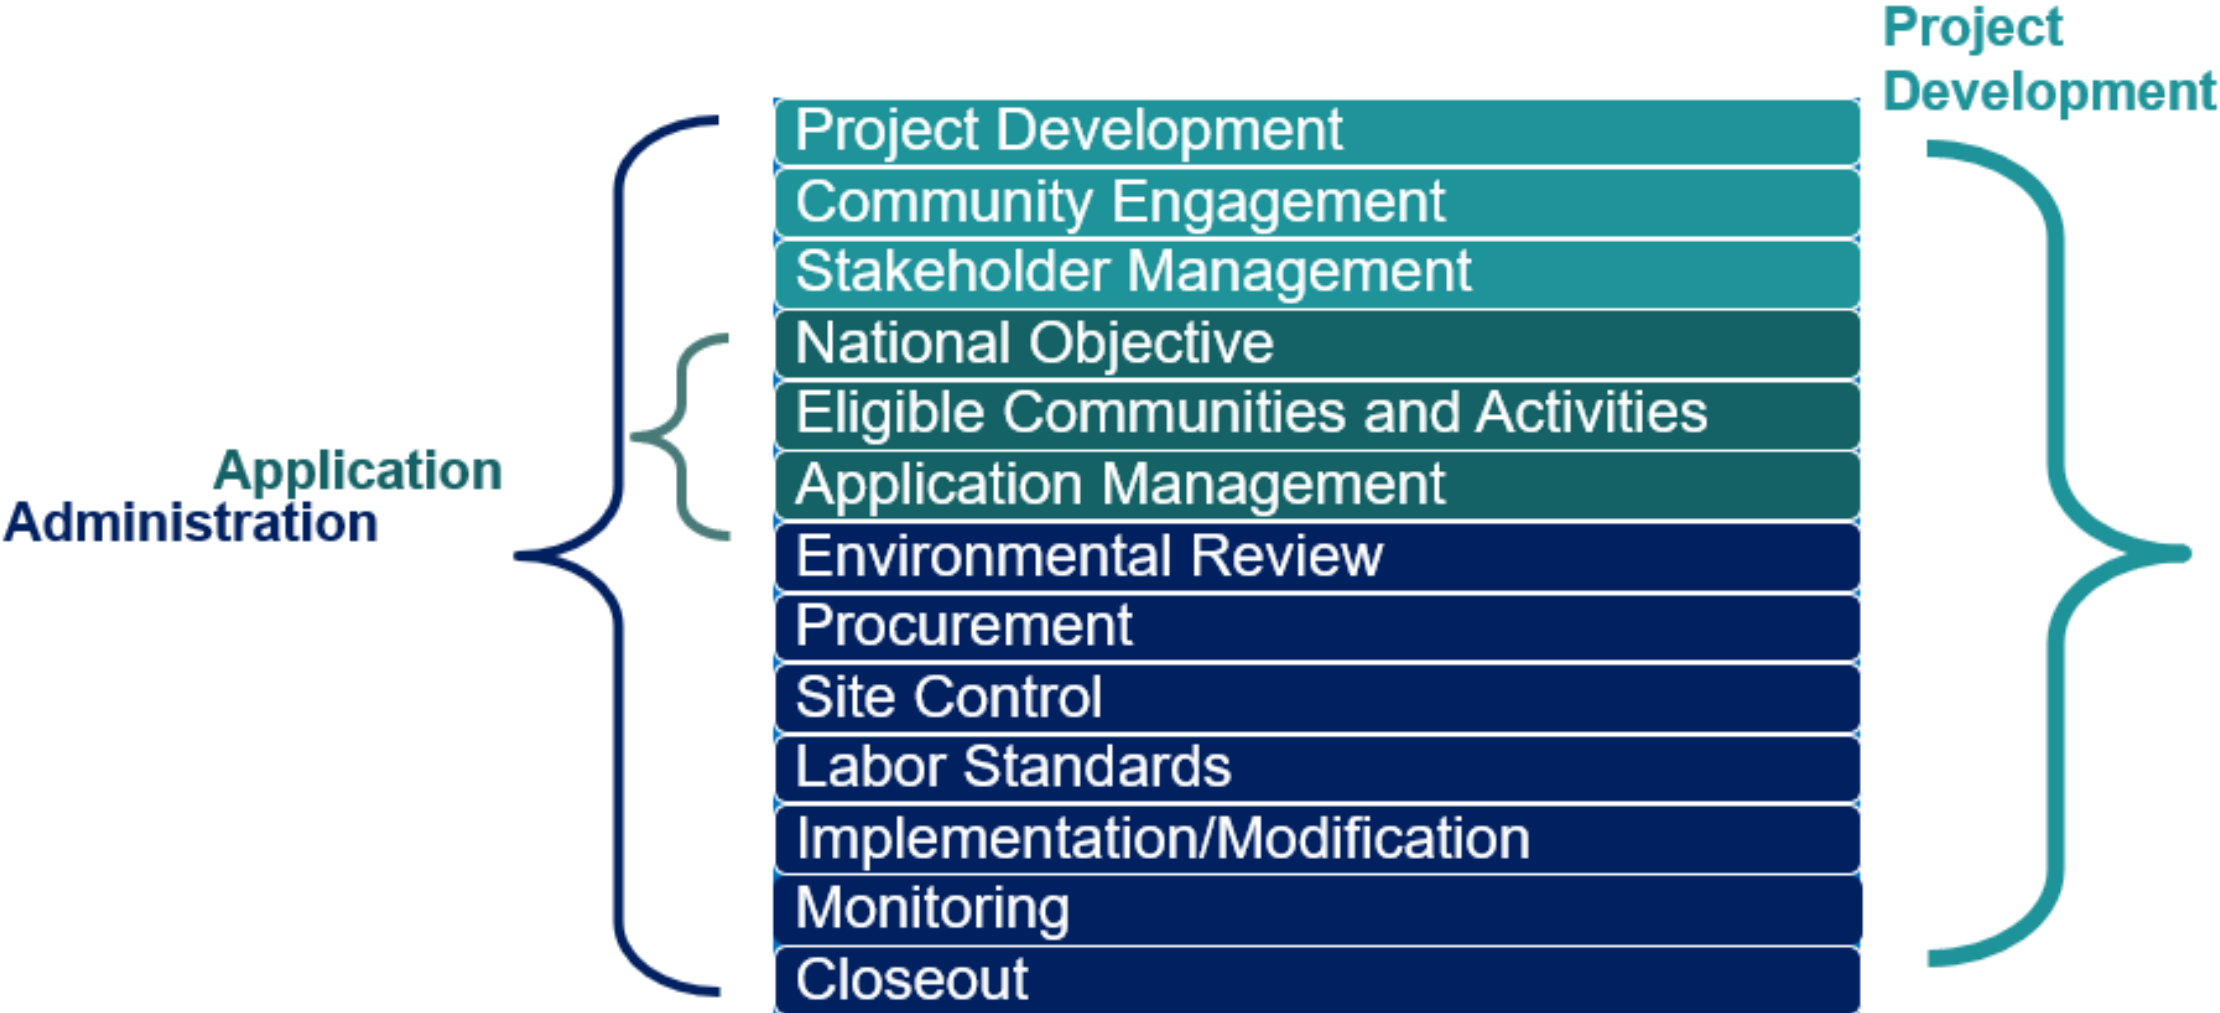 Project
Development
Project Development
Community Engagement
Stakeholder Management
National Objective
Eligible Communities and Activities
Application Management
Application
Administration
Environmental Review
Procurement
Site Control
Labor Standards
Implementation/Modification
Monitoring
Closeout